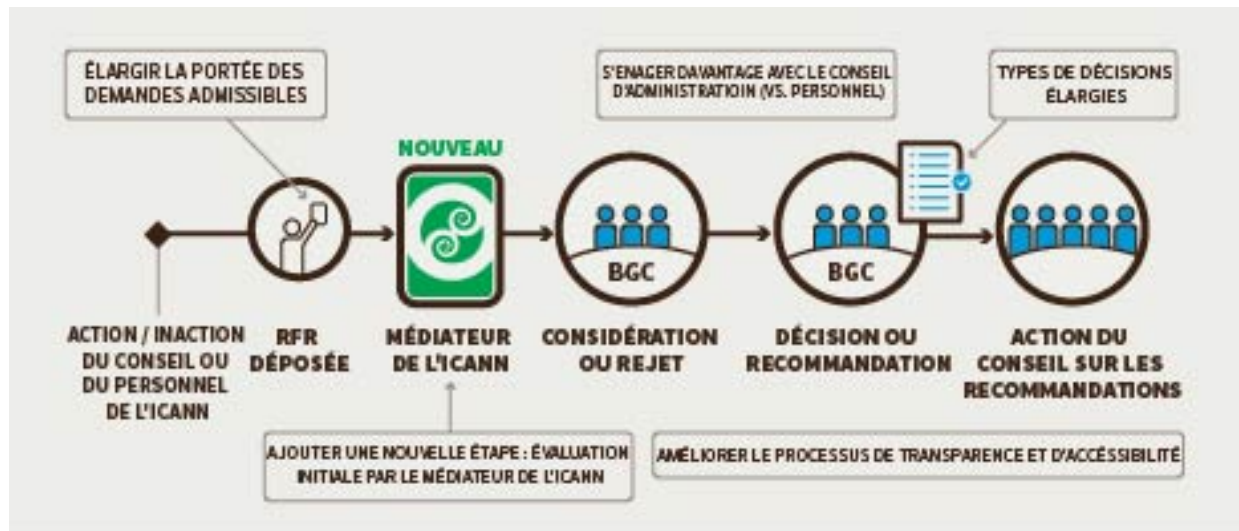 ÉLARGIR LA PORTÉE DES
DEMANDES ADMISSIBLES
S'ENAGER DAVANTAGE AVEC LE CONSEIL
D'ADMINISTRATIOIN (VS. PERSONNEL)
TYPES DE DÉCISIONS
ÉLARGIES
NOUVEAU
BGC
BGC
ACTION / INACTION
DU CONSEIL OU
DU PERSONNEL
DE L'ICANN
RFR
DÉPOSÉE
MÉDIATEUR
DE L'ICANN
CONSIDÉRATION
OU REJET
DÉCISION OU
RECOMMANDATION
ACTION DU
CONSEIL SUR LES
RECOMMANDATIONS
AJOUTER UNE NOUVELLE ÉTAPE : ÉVALUATION
INITIALE PAR LE MÉDIATEUR DE L'ICANN
AMÉLIORER LE PROCESSUS DE TRANSPARENCE ET D'ACCÉSSIBILITÉ